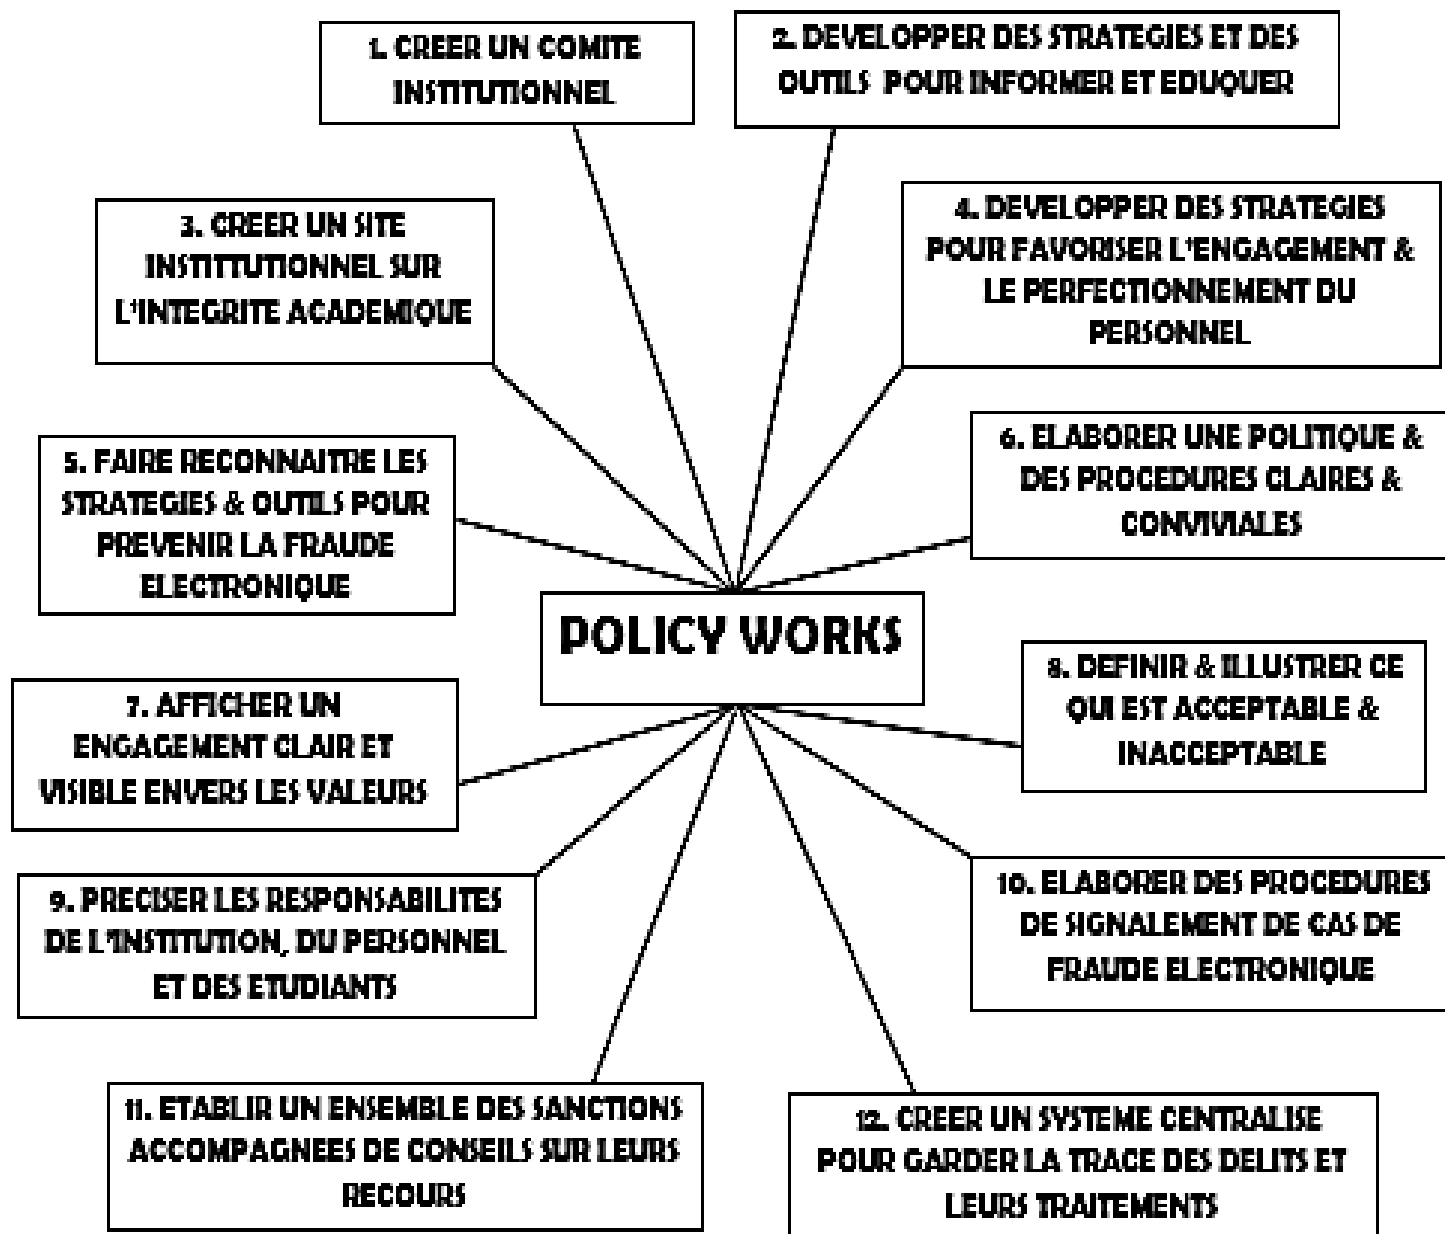 1. CREER UN COMITE
INSTITUTIONNEL
2. DEVELOPPER DES STRATEGIES ET DES
OUTILS POUR INFORMER ET EDUQUER
3. CREER UN SITE
INSTITTUTIONNEL SUR
L'INTEGRITE ACADEMIQUE
4. DEVELOPPER DES STRATEGIES
POUR FAVORISER L'ENGAGEMENT &
LE PERFECTIONNEMENT DU
PERSONNEL
5. FAIRE RECONNAITRE LES
STRATEGIES & OUTILS POUR
PREVENIR LA FRAUDE
ELECTRONIQUE
6. ELABORER UNE POLITIQUE &
DES PROCEDURES CLAIRES &
CONVIVIALES
POLICY WORKS
7. AFFICHER UN
ENGAGEMENT CLAIR ET
VISIBLE ENVERS LES VALEURS
8. DEFINIR & ILLUSTRER CE
QUI EST ACCEPTABLE &
INACCEPTABLE
9. PRECISER LES RESPONSABILITES
DE L'INSTITUTION, DU PERSONNEL
ET DES ETUDIANTS
10. ELABORER DES PROCEDURES
DE SIGNALEMENT DE CAS DE
FRAUDE ELECTRONIQUE
11. ETABLIR UN ENSEMBLE DES SANCTIONS
ACCOMPAGNEES DE CONSEILS SUR LEURS
RECOURS
12. CREER UN SYSTEME CENTRALISE
POUR GARDER LA TRACE DES DELITS ET
LEURS TRAITEMENTS